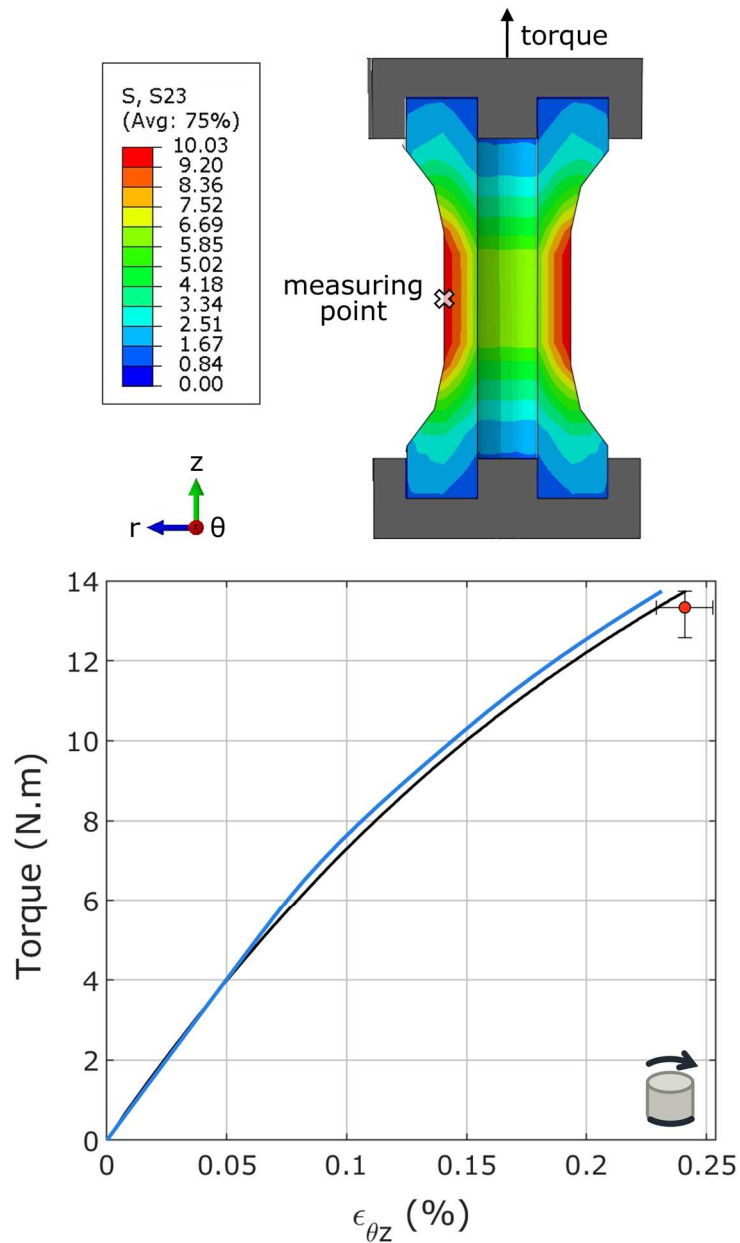 torque
S, S23
(Avg: 75%)
10.03
9.20
8.36
7.52
6.69
5.85
5.02
4.18
3.34
2.51
1.67
0.84
0.00
measuring
point
z
r
θ
14
12
10
8
6
4
2
0
0
0.05
0.1
0.15
0.2
0.25
Torque (N.m)
ϵθz (%)